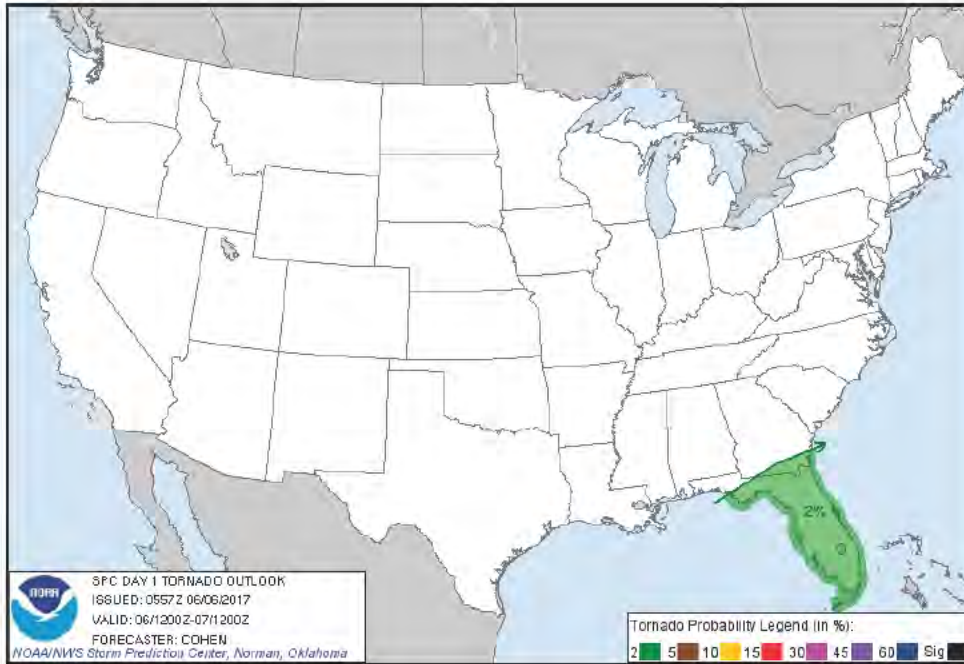 2%
SPC DAY 1 TORNADO OUTLOOK
ISSUED: 0557Z 06/06/2017
VALID: 06/1200Z-07/1200Z
FORECASTER: COHEN
NOAA/NWS Storm Prediction Center, Norman, Oklahoma
NOAA
Tornado Probability Legend (in %):
2 5 10 15 30 45 60 Sig